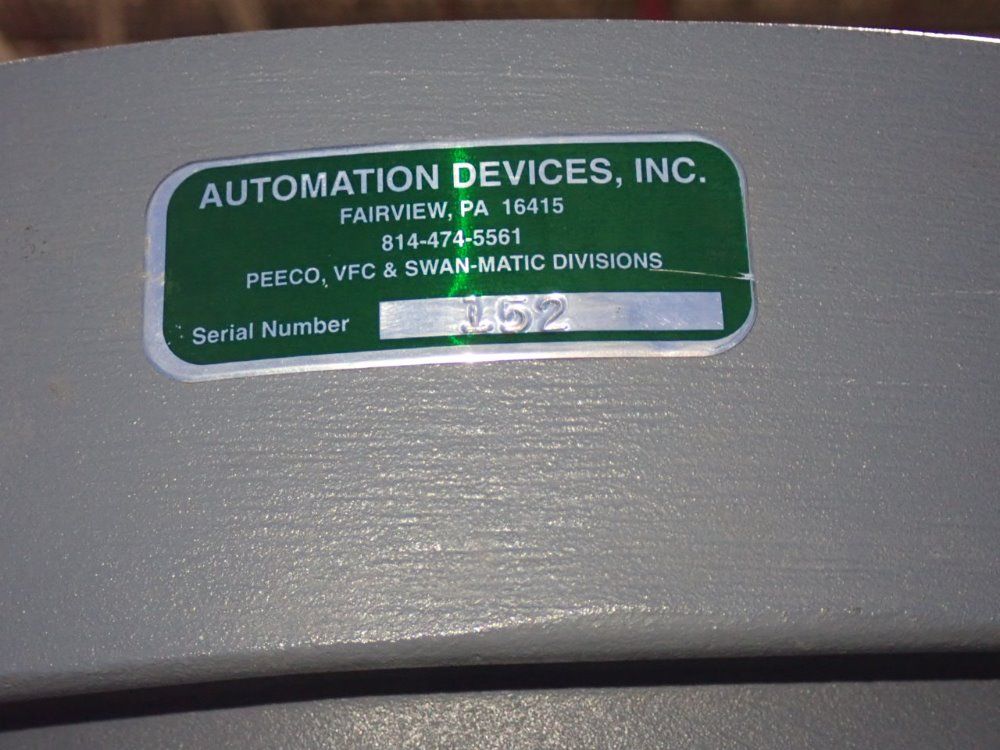 AUTOMATION DEVICES, INC.
FAIRVIEW, PA 16415
814-474-5561
PEECO, VFC & SWAN-MATIC DIVISIONS
Serial Number 152